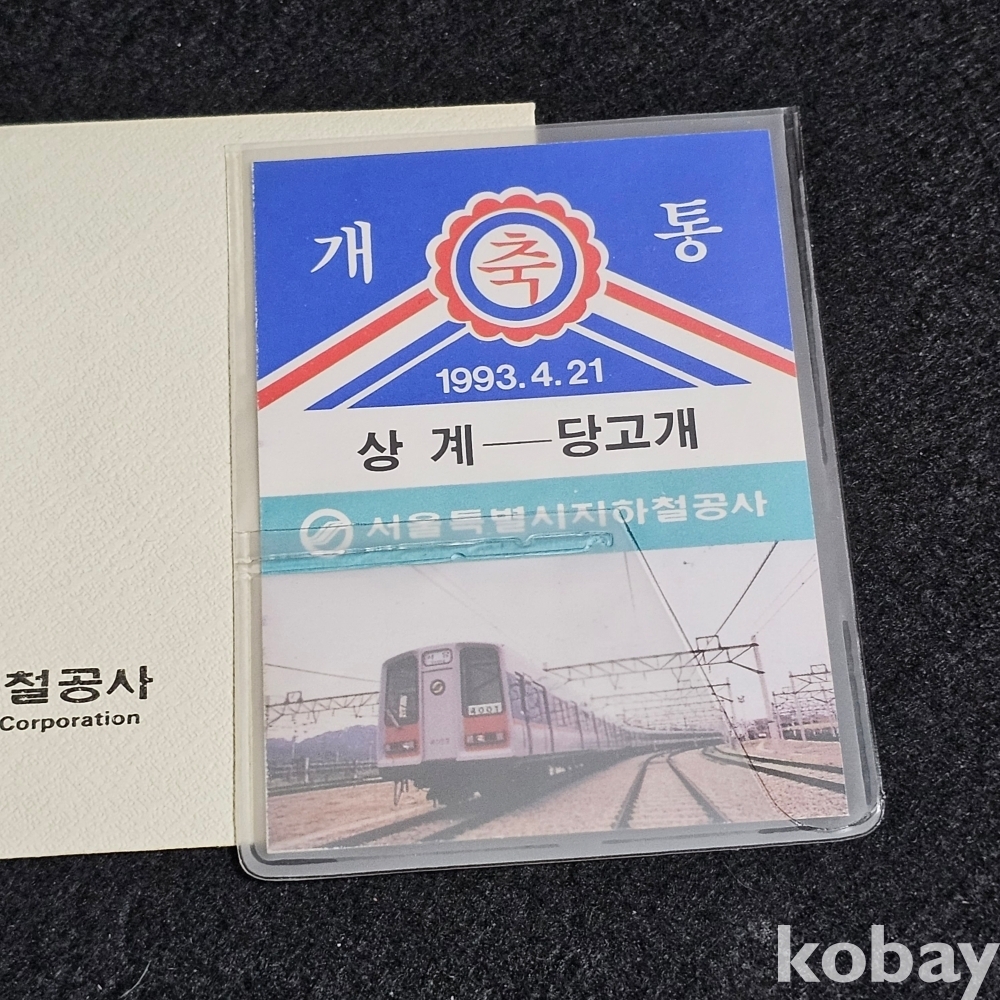 개 축 통
1993.4.21
상 계—당고개
서울특별시지하철공사
4001
철공사
Corporation
kobay